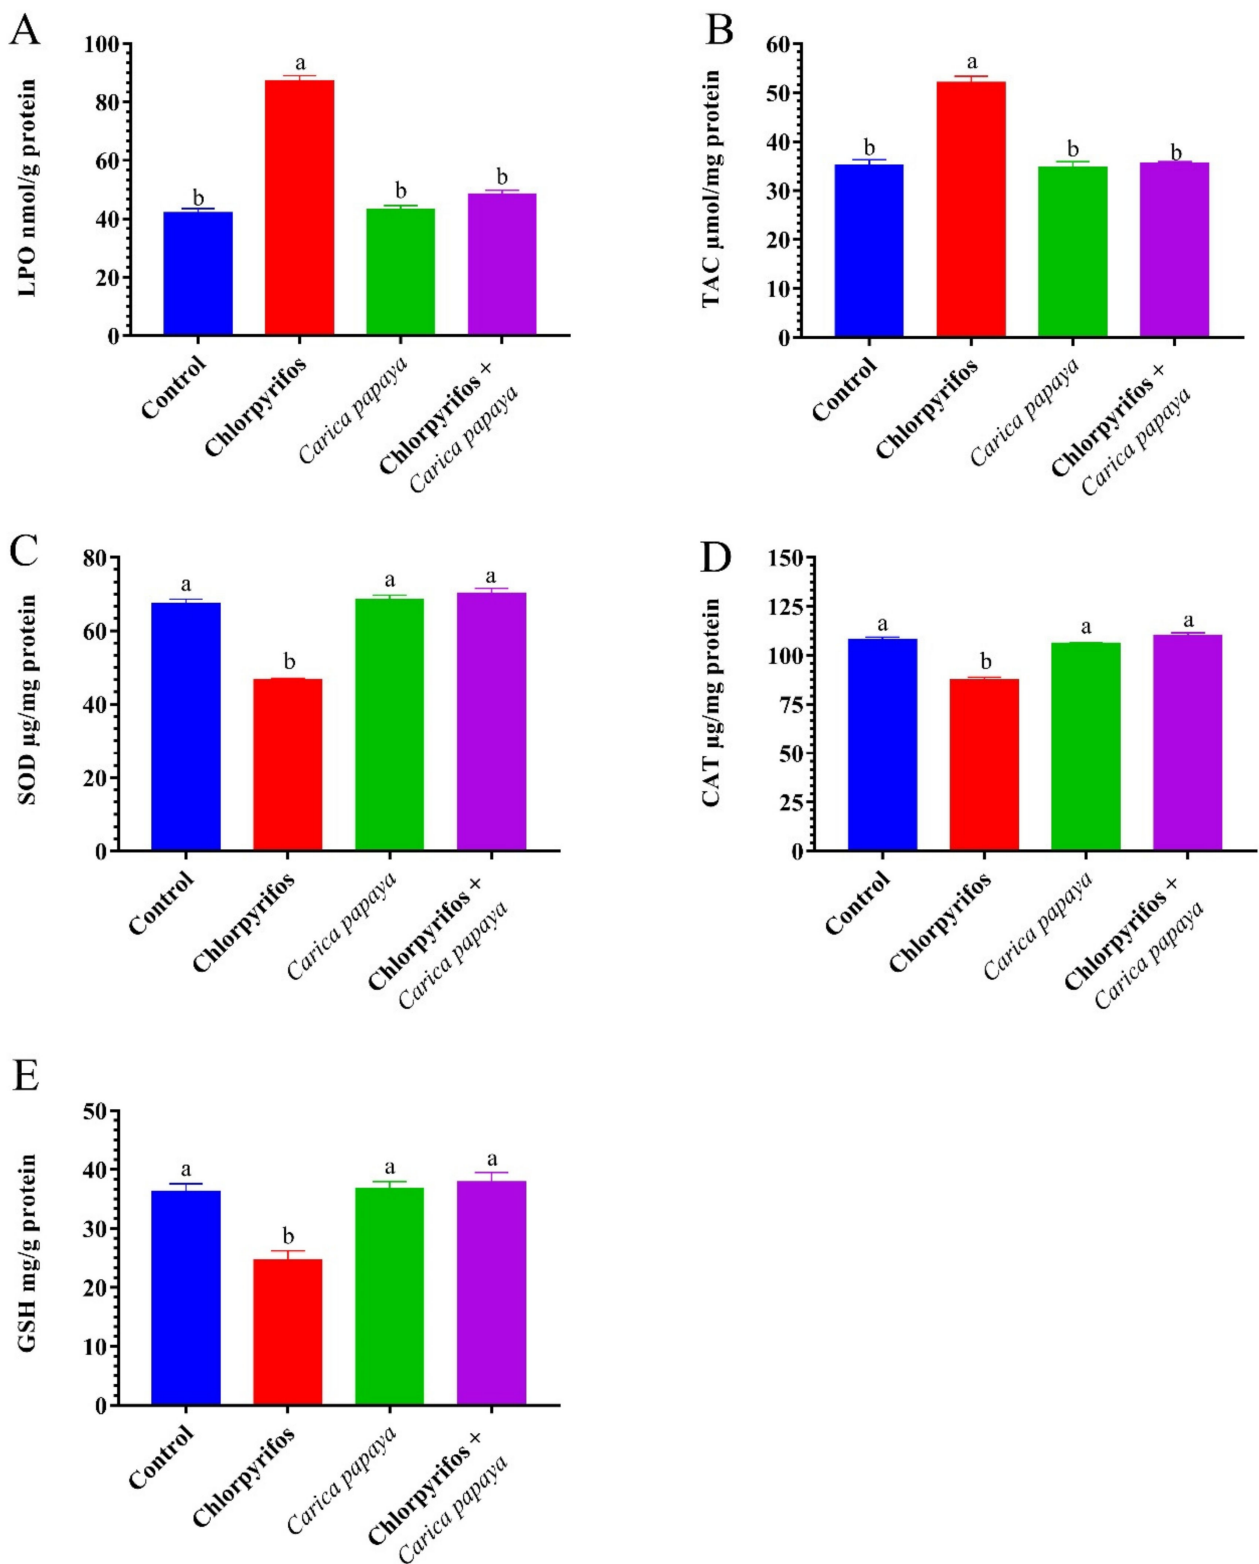 A
LPO nmol/g protein
100
80
60
40
20
0
b
a
b
b
Control
Chlorpyrifos
Carica papaya
Chlorpyrifos +
Carica papaya
B
TAC µmol/mg protein
60
50
40
30
20
10
0
b
a
b
b
Control
Chlorpyrifos
Carica papaya
Chlorpyrifos +
Carica papaya
C
SOD µg/mg protein
80
60
40
20
0
a
b
a
a
Control
Chlorpyrifos
Carica papaya
Chlorpyrifos +
Carica papaya
D
CAT µg/mg protein
150
125
100
75
50
25
0
a
b
a
a
Control
Chlorpyrifos
Carica papaya
Chlorpyrifos +
Carica papaya
E
GSH mg/g protein
50
40
30
20
10
0
a
b
a
a
Control
Chlorpyrifos
Carica papaya
Chlorpyrifos +
Carica papaya